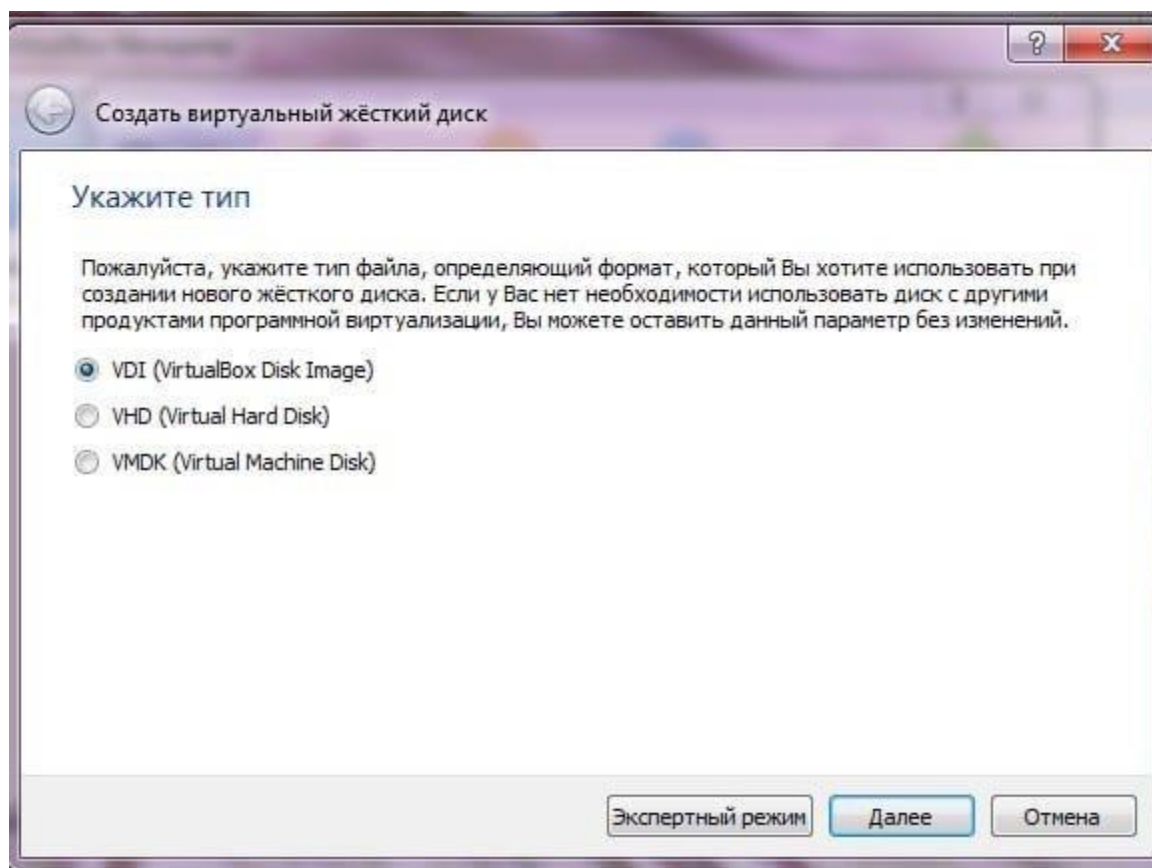 ?
Создать виртуальный жёсткий диск
Укажите тип
Пожалуйста, укажите тип файла, определяющий формат, который Вы хотите использовать при
создании нового жёсткого диска. Если у Вас нет необходимости использовать диск с другими
продуктами программной виртуализации, Вы можете оставить данный параметр без изменений.
VDI (VirtualBox Disk Image)
VHD (Virtual Hard Disk)
VMDK (Virtual Machine Disk)
Экспертный режим Далее Отмена